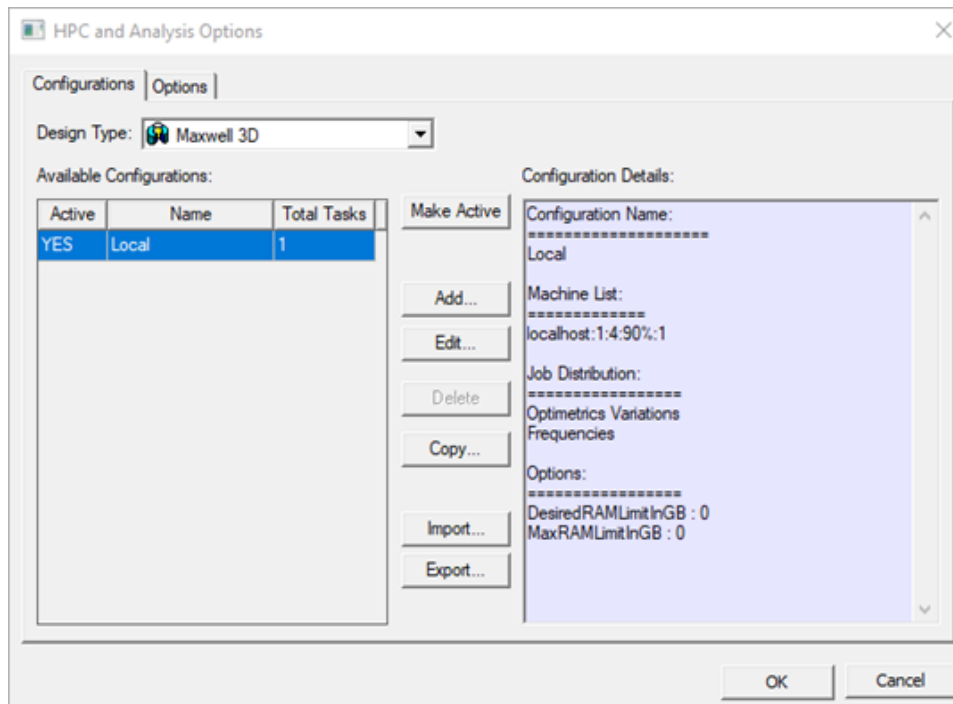 HPC and Analysis Options
Configurations
Options
Design Type:
Maxwell 3D
Available Configurations:
Active Name Total Tasks
YES Local 1
Make Active
Add...
Edit...
Delete
Copy...
Import...
Export...
Configuration Details:
Configuration Name:
====================
Local
Machine List:
=============
localhost:1:4:90%:1
Job Distribution:
=================
Optimetrics Variations
Frequencies
Options:
=================
DesiredRAMLimitInGB : 0
MaxRAMLimitInGB : 0
OK
Cancel